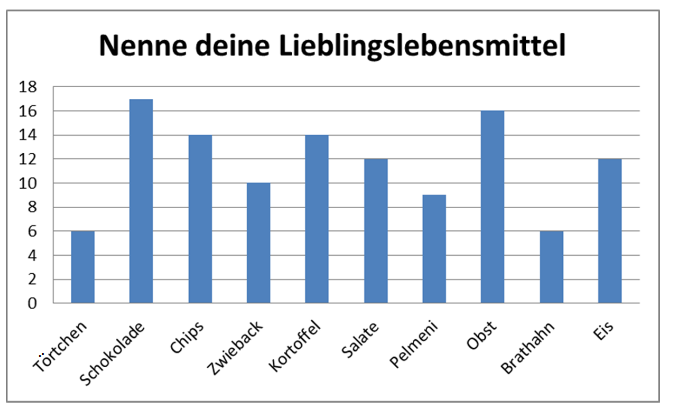 Nenne deine Lieblingslebensmittel
18
16
14
12
10
8
6
4
2
0
Törtchen
Schokolade
Chips
Zwieback
Kortoffel
Salate
Pelmeni
Obst
Brathahn
Eis